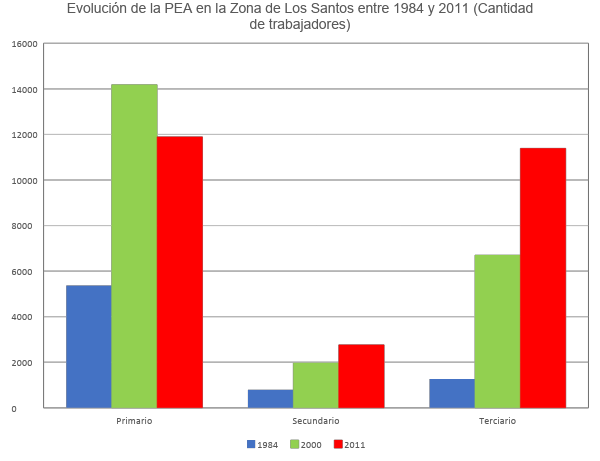 Evolución de la PEA en la Zona de Los Santos entre 1984 y 2011 (Cantidad
de trabajadores)
16000
14000
12000
10000
8000
6000
4000
2000
0
Primario Secundario Terciario
1984 2000 2011